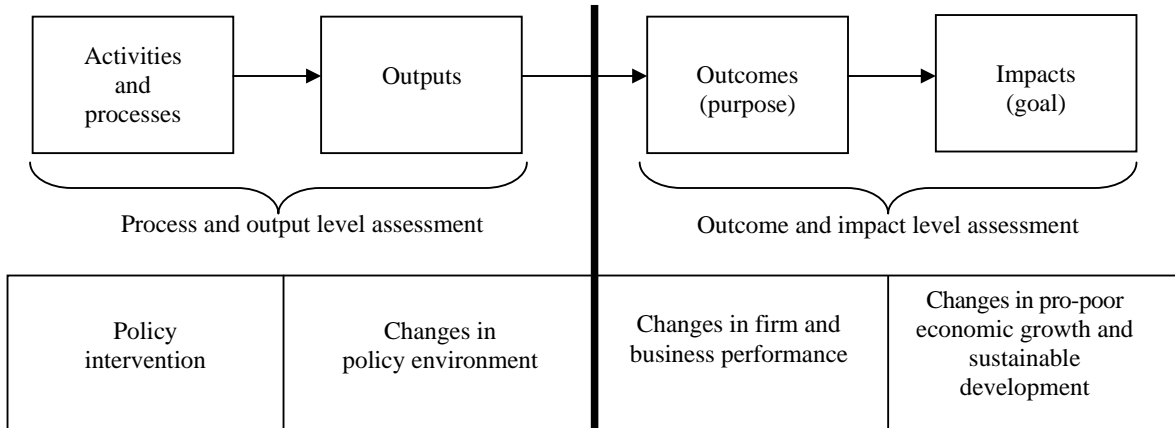 Activities
and
processes
Outputs
Outcomes
(purpose)
Impacts
(goal)
Process and output level assessment
Outcome and impact level assessment
Policy
intervention
Changes in
policy environment
Changes in firm and
business performance
Changes in pro-poor
economic growth and
sustainable
development